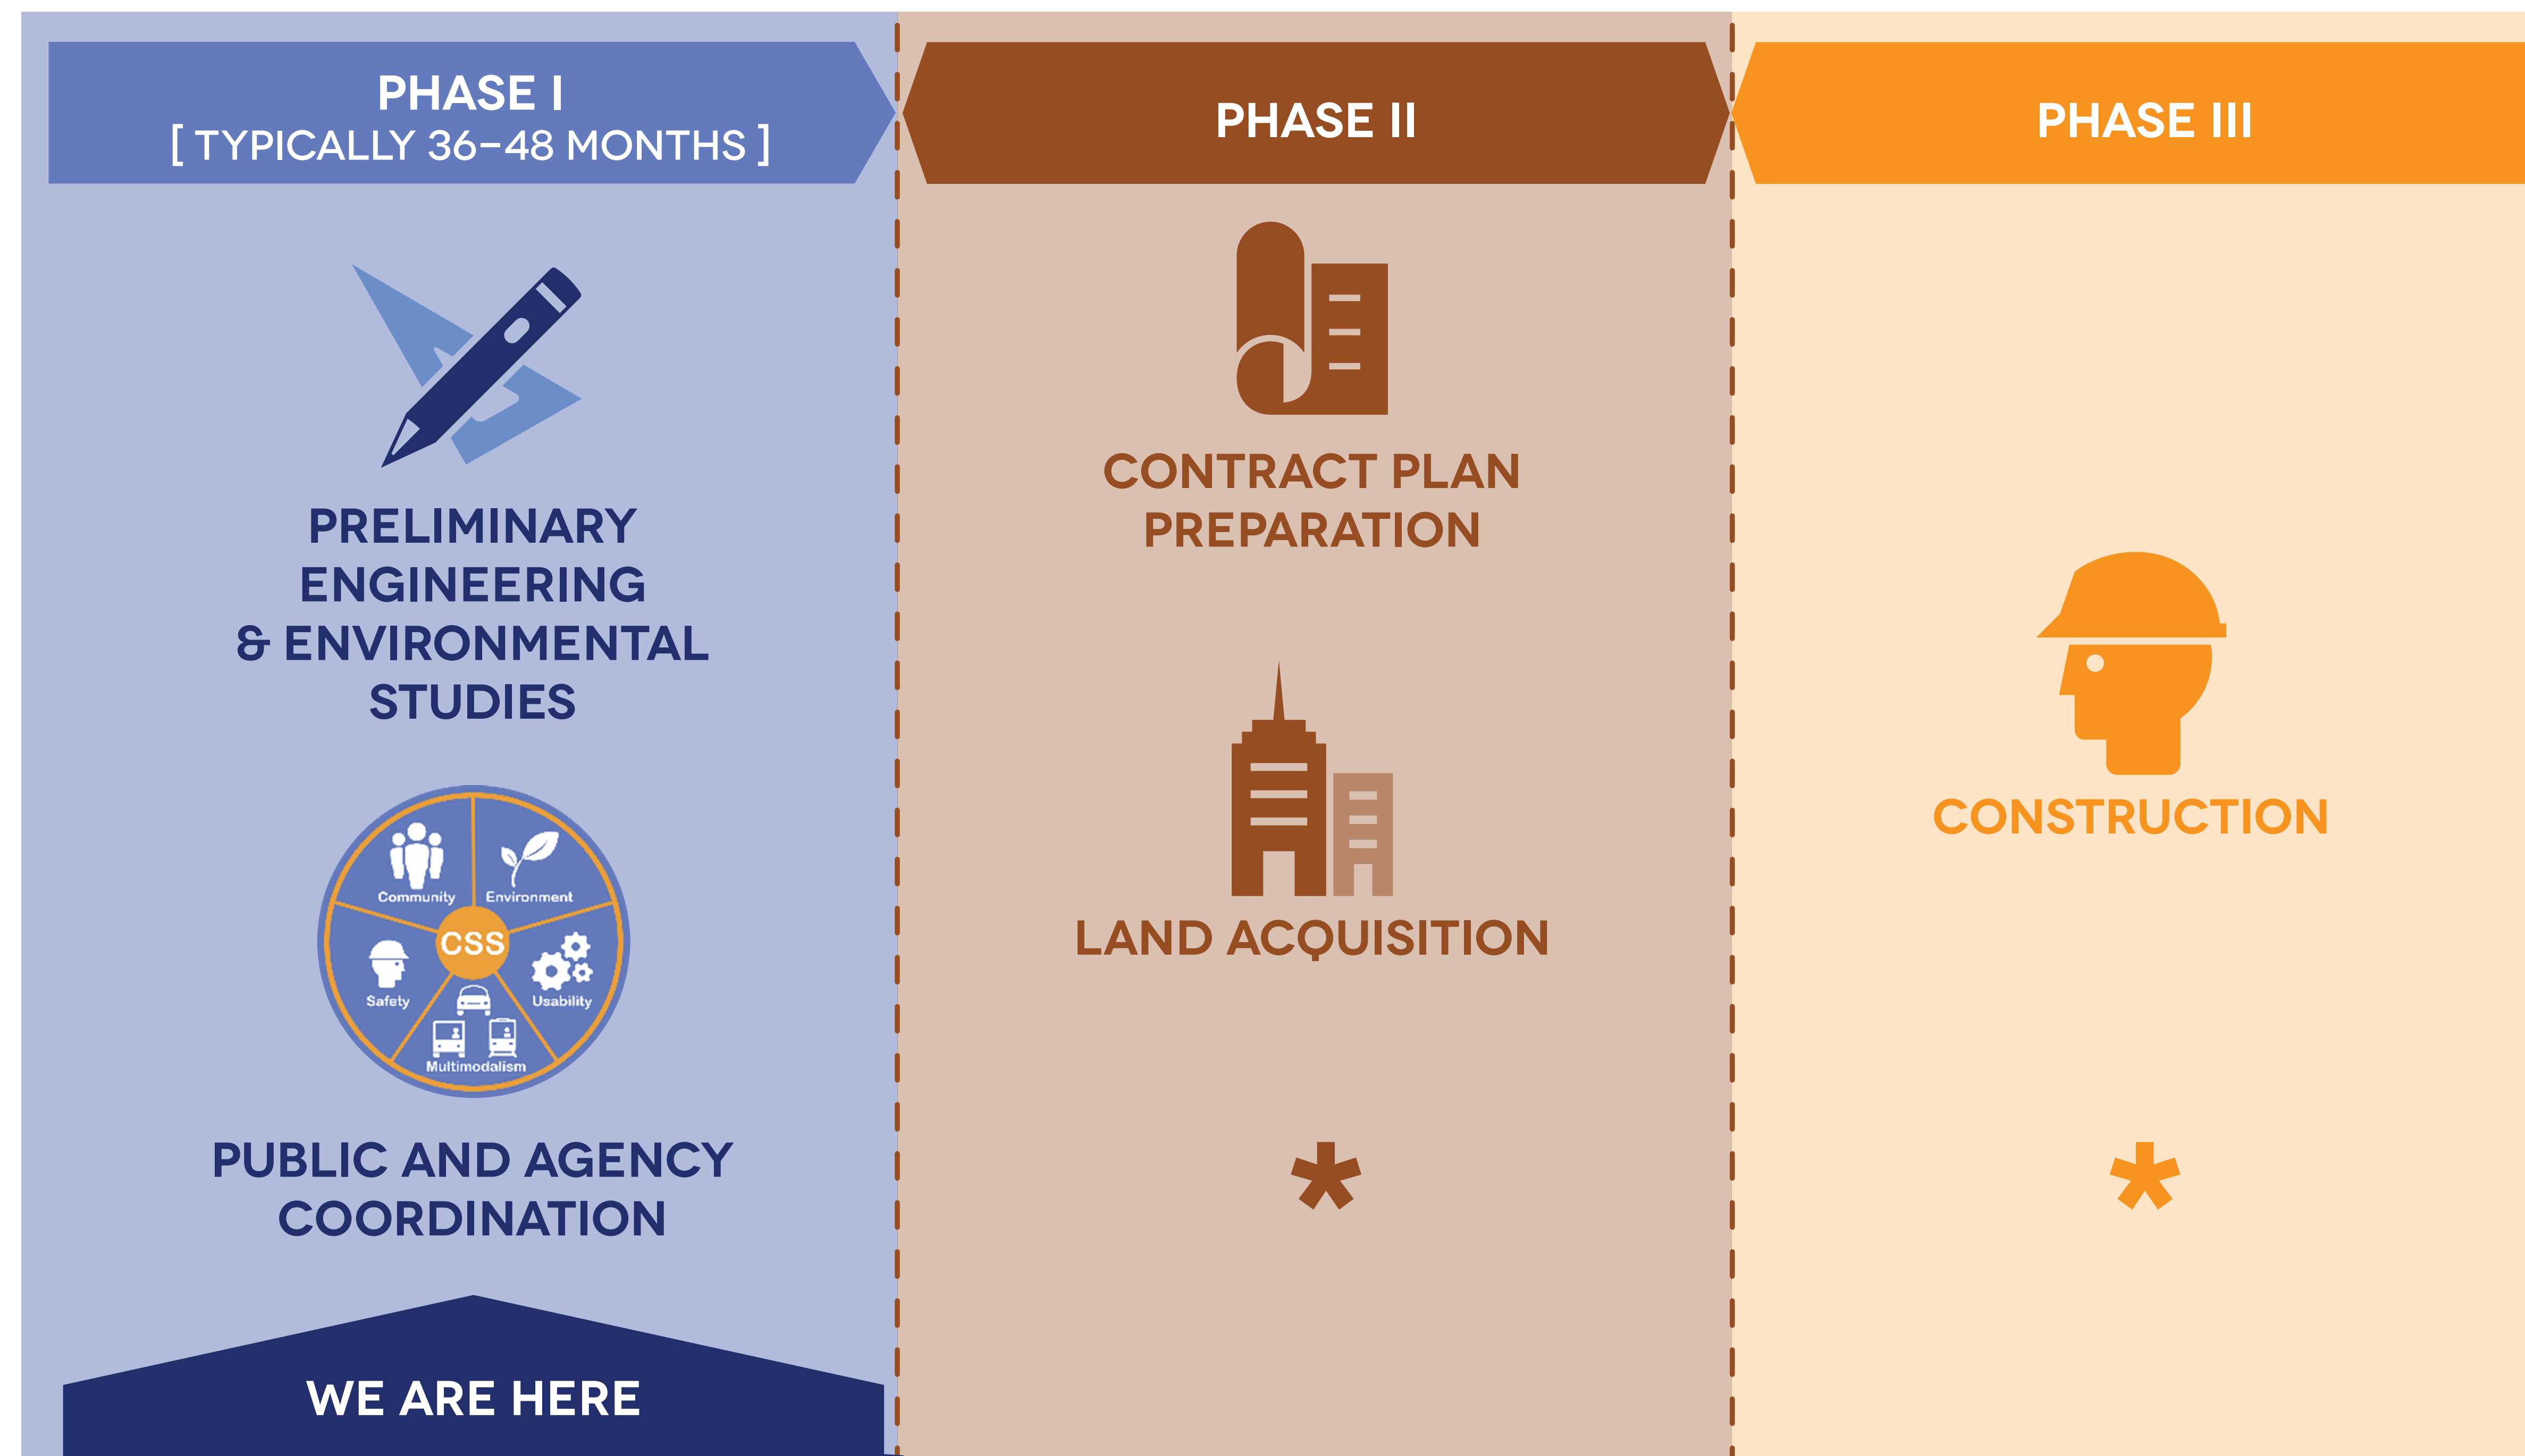 PHASE I
[ TYPICALLY 36–48 MONTHS ]
PRELIMINARY
ENGINEERING
& ENVIRONMENTAL
STUDIES
Community
Environment
CSS
Safety
Usability
Multimodalism
PUBLIC AND AGENCY
COORDINATION
WE ARE HERE
PHASE II
CONTRACT PLAN
PREPARATION
LAND ACQUISITION
*
PHASE III
CONSTRUCTION
*